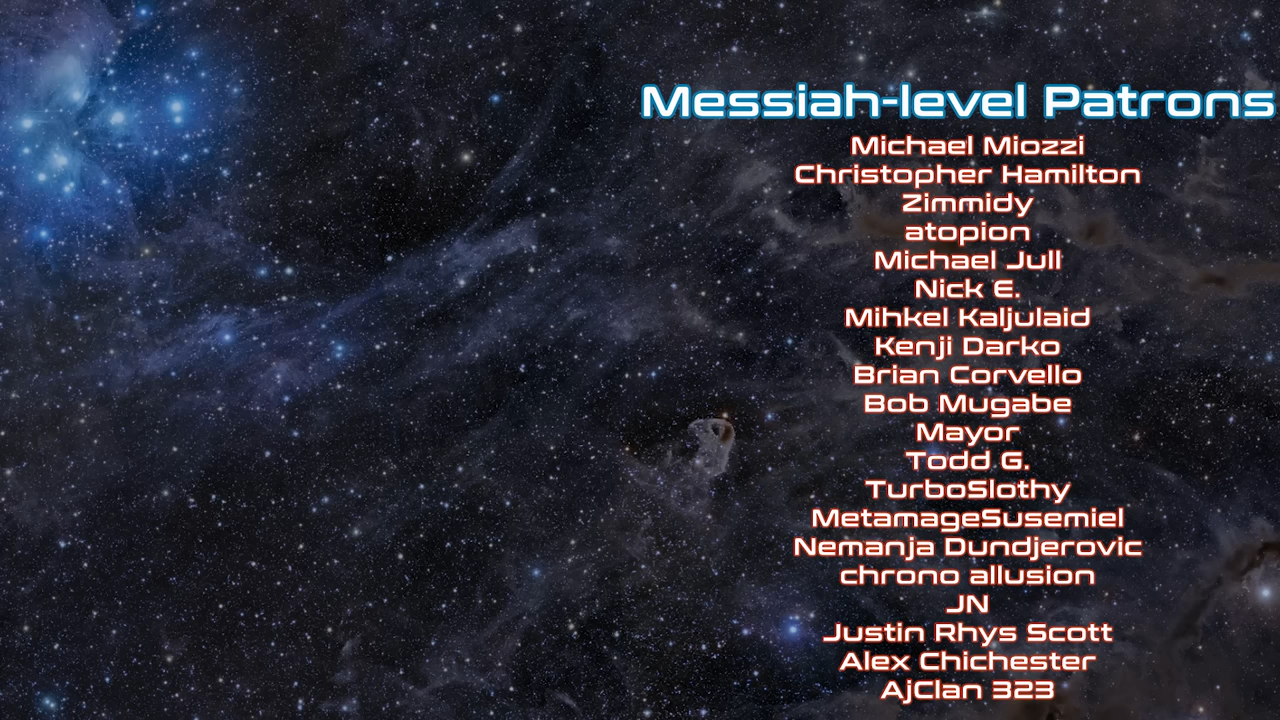 Messiah-level Patrons
Michael Miozzi
Christopher Hamilton
Zimmidy
atopion
Michael Jull
Nick E.
Mihkel Kaljulaid
Kenji Darko
Brian Corvello
Bob Mugabe
Mayor
Todd G.
TurboSlothy
MetamageSusemiel
Nemanja Dundjerovic
chrono allusion
JN
Justin Rhys Scott
Alex Chichester
AjClan 323